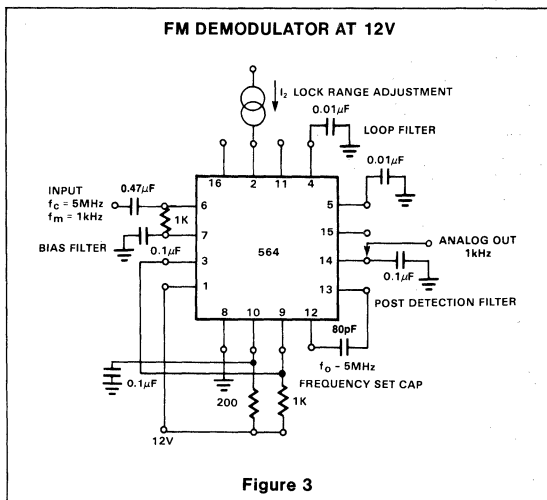 FM DEMODULATOR AT 12V
I₂ LOCK RANGE ADJUSTMENT
0.01μF
LOOP FILTER
0.01μF
16
2
11
4
INPUT
fc = 5MHz
fm = 1kHz
0.47μF
6
1K
7
BIAS FILTER
0.1μF
3
1
564
5
15
14
13
ANALOG OUT
1kHz
0.1μF
POST DETECTION FILTER
8
10
9
12
80pF
fo - 5MHz
FREQUENCY SET CAP
0.1μF
200
1K
12V
Figure 3